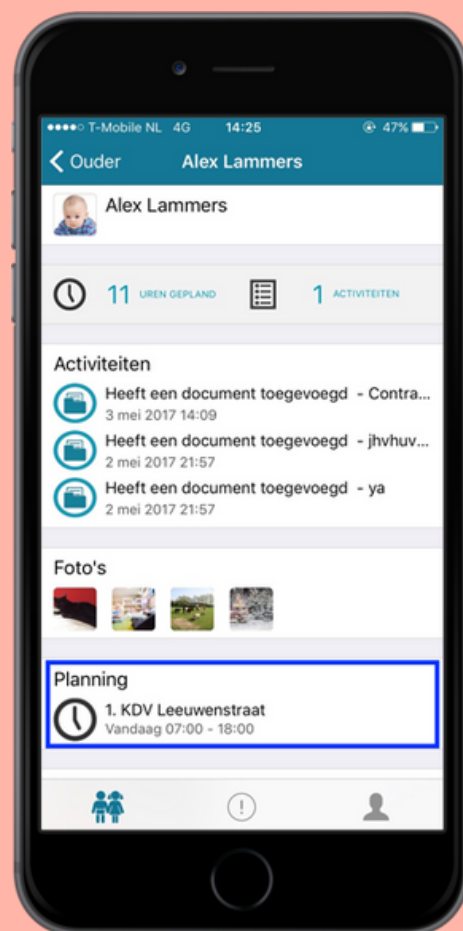 T-Mobile NL 4G 14:25 47%
Ouder Alex Lammers
Alex Lammers
11 UREN GEPLAND 1 ACTIVITEITEN
Activiteiten
Heeft een document toegevoegd - Contra...
3 mei 2017 14:09
Heeft een document toegevoegd - jhvhuv...
2 mei 2017 21:57
Heeft een document toegevoegd - ya
2 mei 2017 21:57
Foto's
Planning
1. KDV Leeuwenstraat
Vandaag 07:00 - 18:00